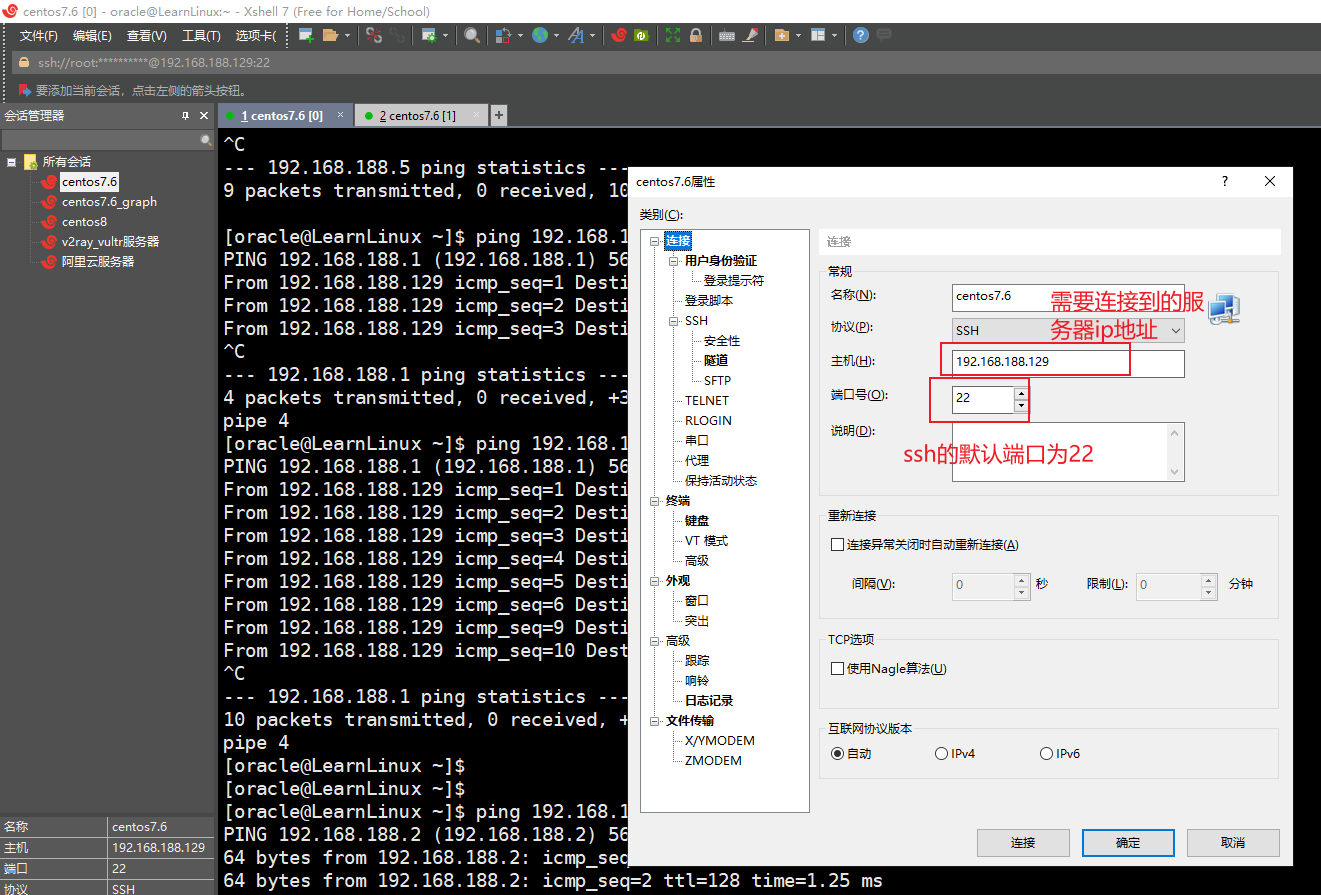 centos7.6 [0] - oracle@LearnLinux:~ - Xshell 7 (Free for Home/School)
文件(F) 编辑(E) 查看(V) 工具(T) 选项卡(
ssh://root:**********@192.168.188.129:22
要添加当前会话，点击左侧的箭头按钮。
会话管理器
1 centos7.6 [0]
2 centos7.6 [1]
所有会话
centos7.6
centos7.6_graph
centos8
v2ray_vultr服务器
阿里云服务器
名称 centos7.6
主机 192.168.188.129
端口 22
协议 SSH
^C
--- 192.168.188.5 ping statistics ---
9 packets transmitted, 0 received, 10
[oracle@LearnLinux ~]$ ping 192.168.1
PING 192.168.188.1 (192.168.188.1) 56
From 192.168.188.129 icmp_seq=1 Desti
From 192.168.188.129 icmp_seq=2 Desti
From 192.168.188.129 icmp_seq=3 Desti
^C
--- 192.168.188.1 ping statistics ---
4 packets transmitted, 0 received, +3
pipe 4
[oracle@LearnLinux ~]$ ping 192.168.1
PING 192.168.188.1 (192.168.188.1) 56
From 192.168.188.129 icmp_seq=1 Desti
From 192.168.188.129 icmp_seq=2 Desti
From 192.168.188.129 icmp_seq=3 Desti
From 192.168.188.129 icmp_seq=4 Desti
From 192.168.188.129 icmp_seq=5 Desti
From 192.168.188.129 icmp_seq=6 Desti
From 192.168.188.129 icmp_seq=9 Desti
From 192.168.188.129 icmp_seq=10 Dest
^C
--- 192.168.188.1 ping statistics ---
10 packets transmitted, 0 received, +
pipe 4
[oracle@LearnLinux ~]$
[oracle@LearnLinux ~]$
[oracle@LearnLinux ~]$ ping 192.168.1
PING 192.168.188.2 (192.168.188.2) 56
64 bytes from 192.168.188.2: icmp_seq
64 bytes from 192.168.188.2: icmp_seq=2 ttl=128 time=1.25 ms
centos7.6属性
类别(C):
连接
用户身份验证
登录提示符
登录脚本
SSH
安全性
隧道
SFTP
TELNET
RLOGIN
串口
代理
保持活动状态
终端
键盘
VT 模式
高级
外观
窗口
突出
高级
跟踪
响铃
日志记录
文件传输
X/YMODEM
ZMODEM
连接
常规
名称(N): centos7.6
需要连接到的服
务器ip地址
协议(P): SSH
主机(H): 192.168.188.129
端口号(O): 22
说明(D):
ssh的默认端口为22
重新连接
连接异常关闭时自动重新连接(A)
间隔(V): 0 秒 限制(L): 0 分钟
TCP选项
使用Nagle算法(U)
互联网协议版本
自动 IPv4 IPv6
连接 确定 取消